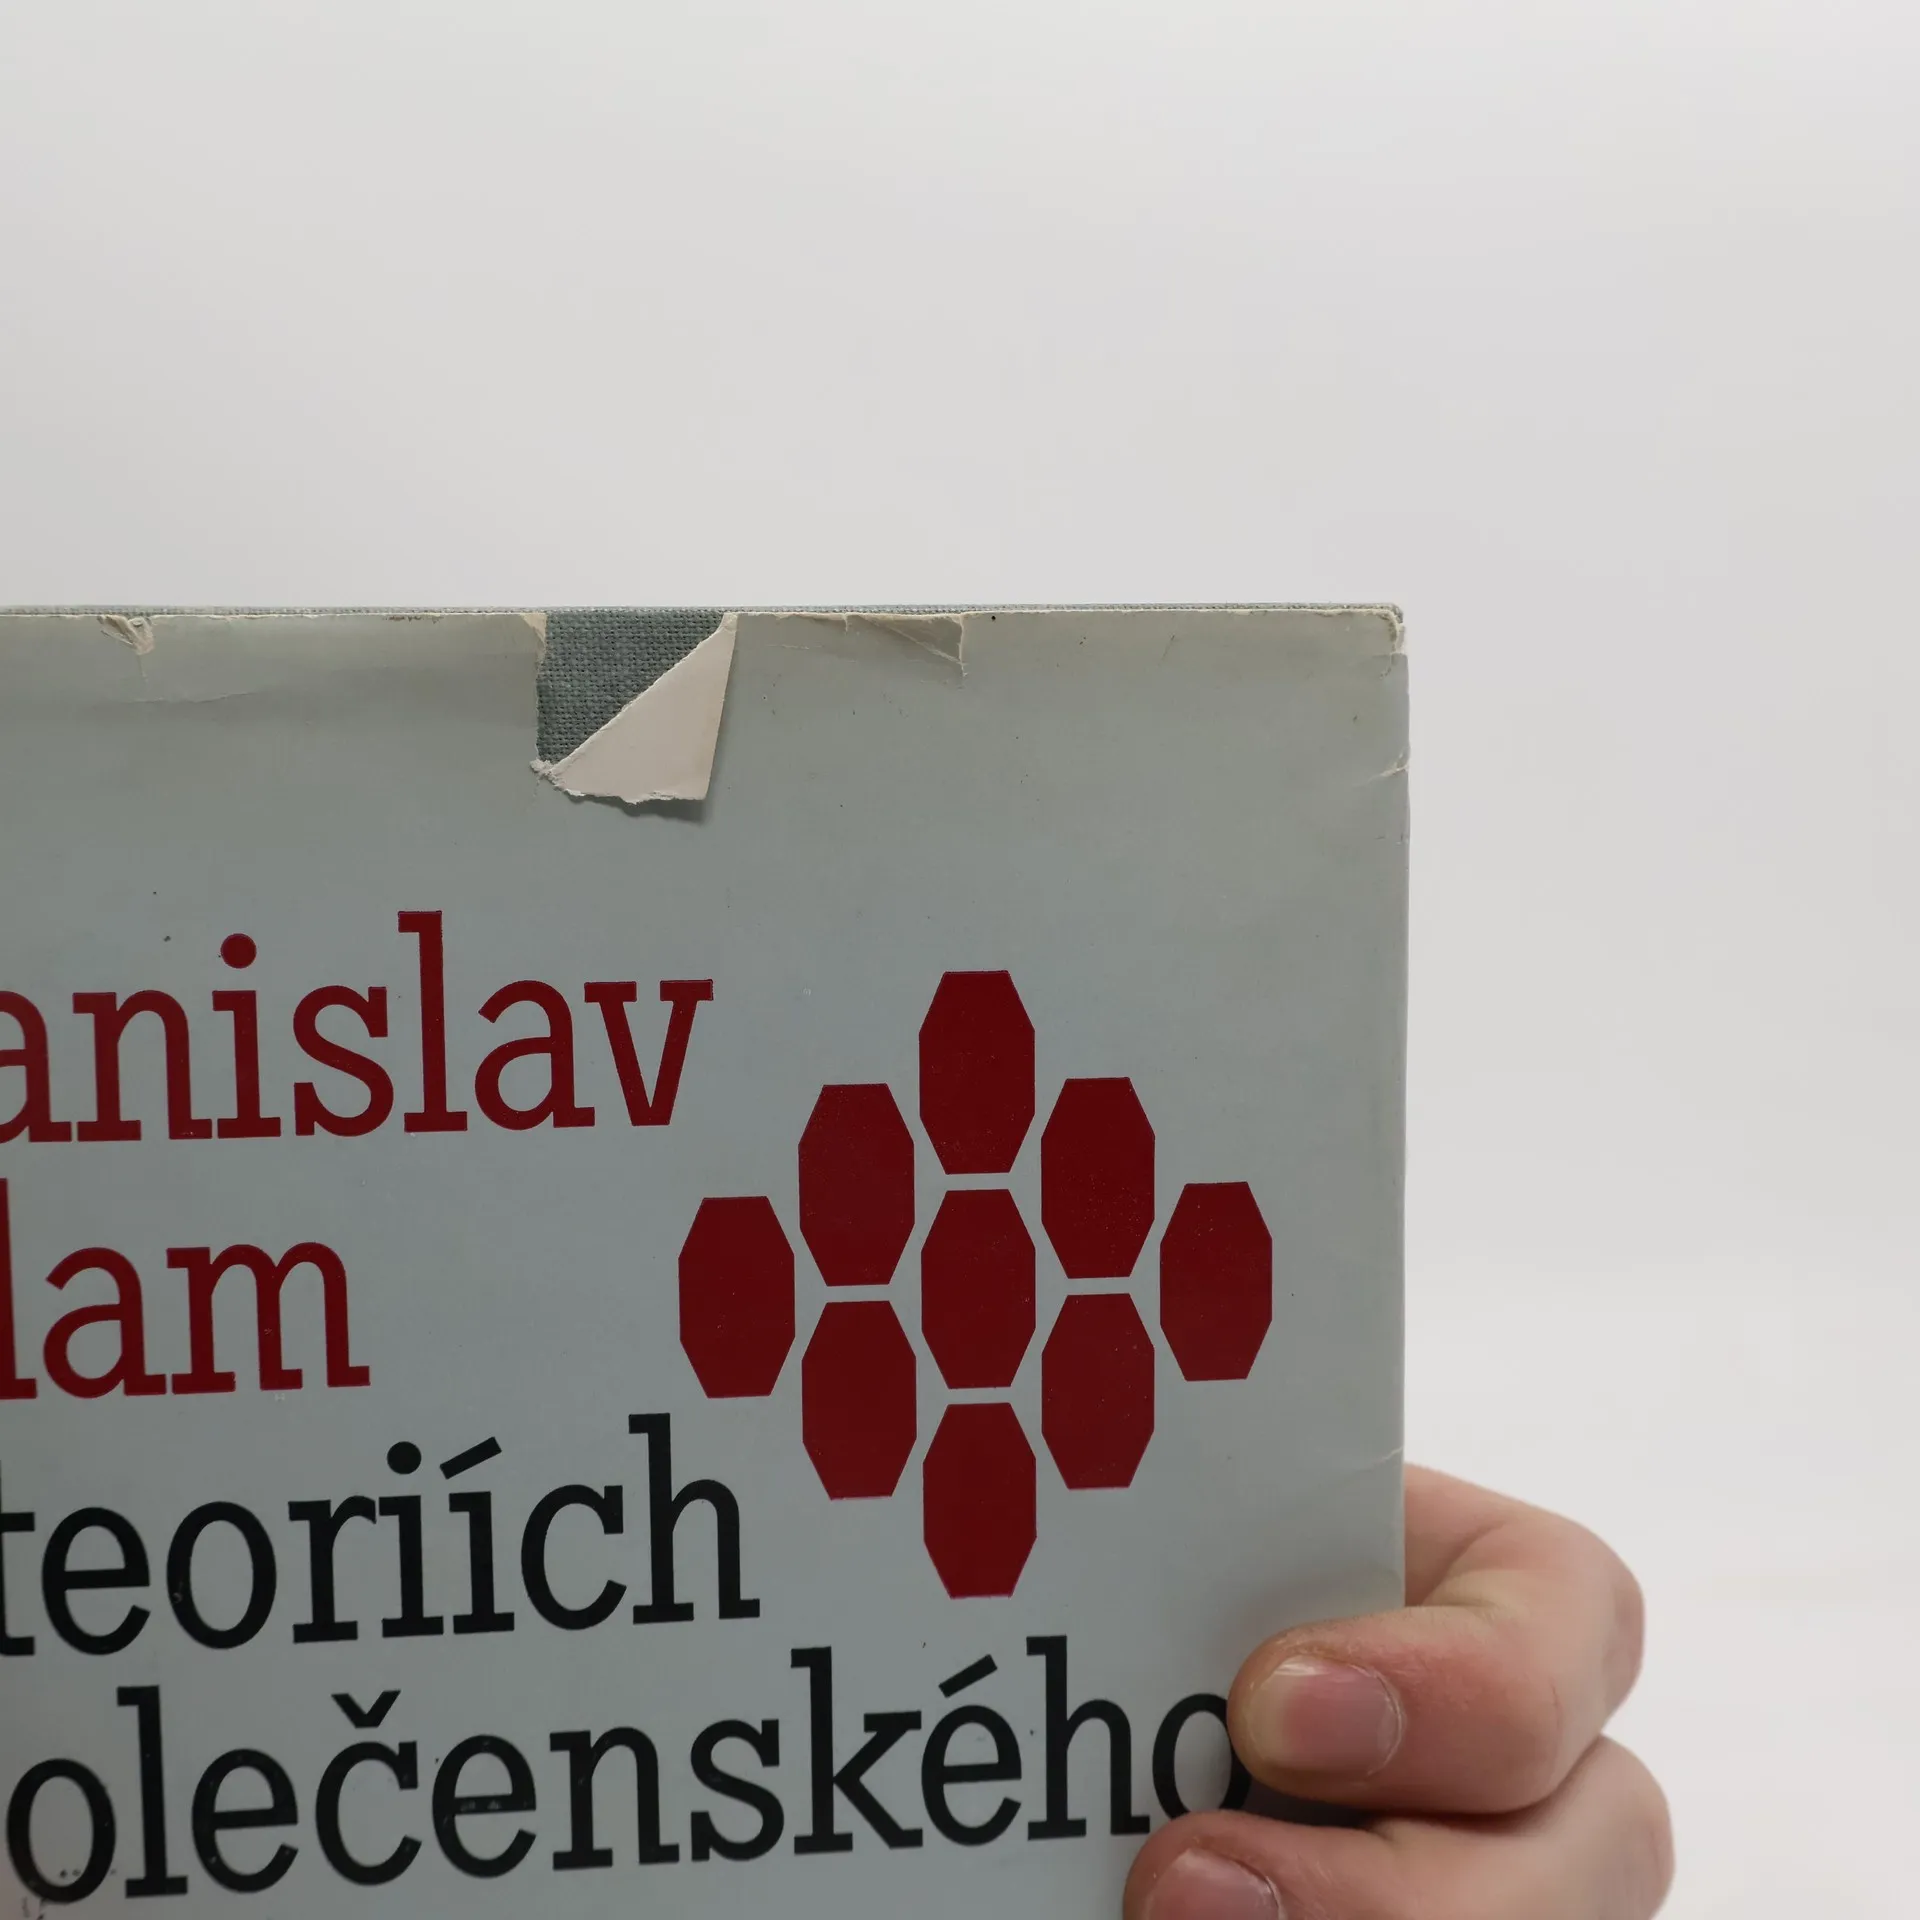 anislav
lam
teoriích
olečenského